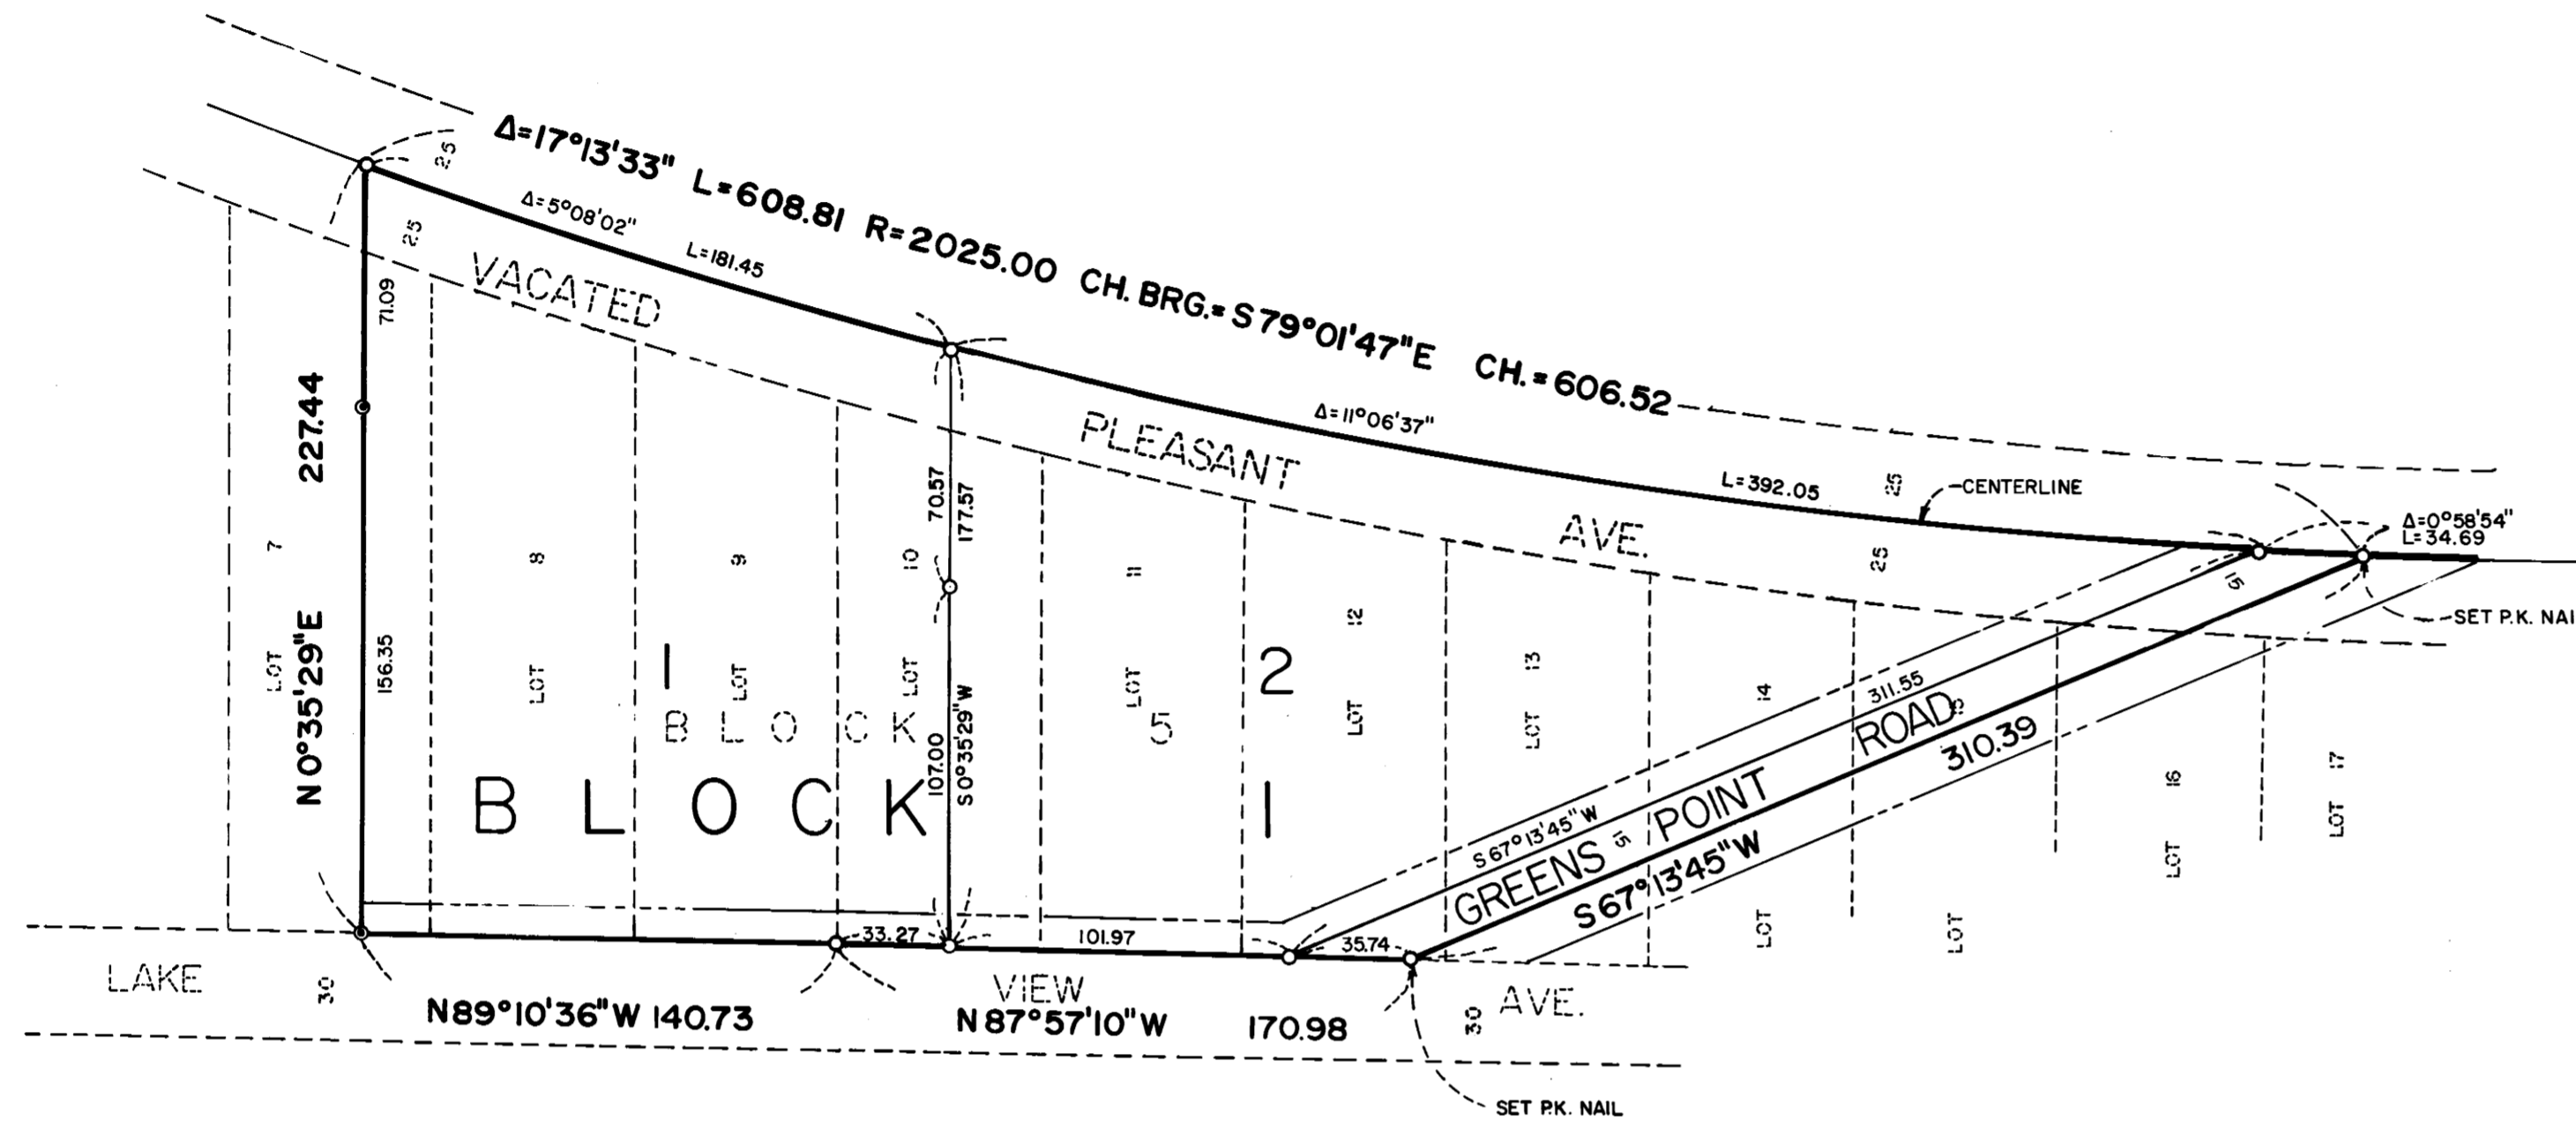 Δ=17°13'33" L=608.81 R=2025.00 CH. BRG.= S79°01'47"E CH.=606.52
25
Δ=5°08'02"
L=181.45
25
VACATED
PLEASANT
AVE.
Δ=11°06'37"
L=392.05
25
CENTERLINE
25
Δ=0°58'54"
L=34.69
15
SET P.K. NAI
71.09
N0°35'29"E 227.44
156.35
70.57
177.57
107.00
S0°35'29"W
LOT 7
LOT 8
LOT 9
LOT 10
LOT 11
LOT 12
LOT 13
LOT 14
LOT
LOT 16
LOT 17
1
2
BLOCK 5
BLOCK 1
311.55
S67°13'45"W
GREENS POINT ROAD
15
15
310.39
S67°13'45"W
33.27
101.97
35.74
LAKE VIEW AVE.
30
N89°10'36"W 140.73
N87°57'10"W 170.98
30
SET P.K. NAIL